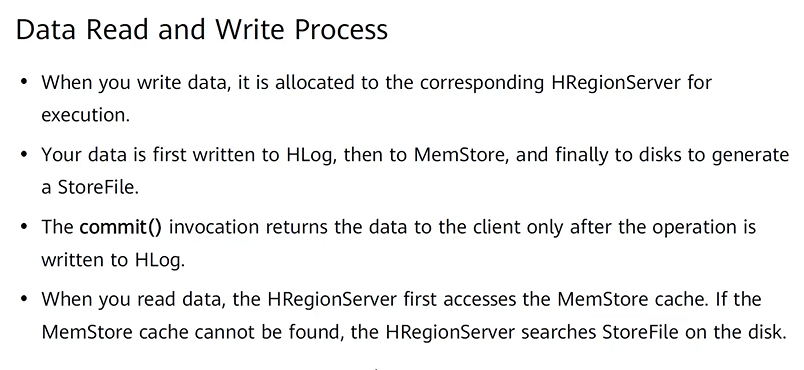 Data Read and Write Process
• When you write data, it is allocated to the corresponding HRegionServer for
execution.
• Your data is first written to HLog, then to MemStore, and finally to disks to generate
a StoreFile.
• The commit() invocation returns the data to the client only after the operation is
written to HLog.
• When you read data, the HRegionServer first accesses the MemStore cache. If the
MemStore cache cannot be found, the HRegionServer searches StoreFile on the disk.